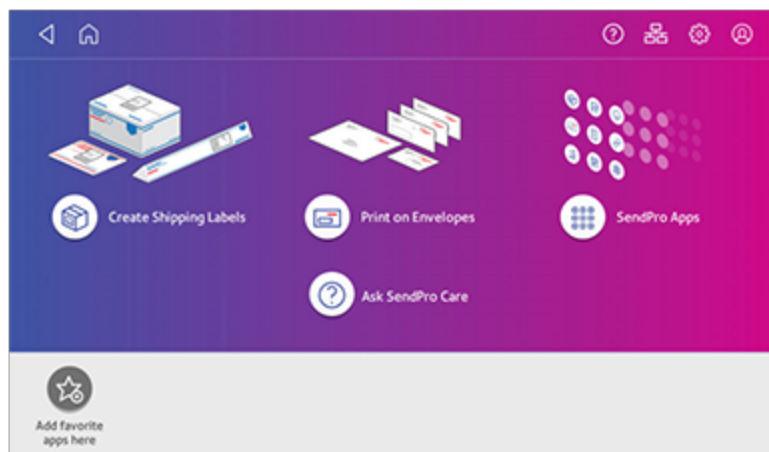 Create Shipping Labels
Print on Envelopes
SendPro Apps
Ask SendPro Care
Add favorite
apps here